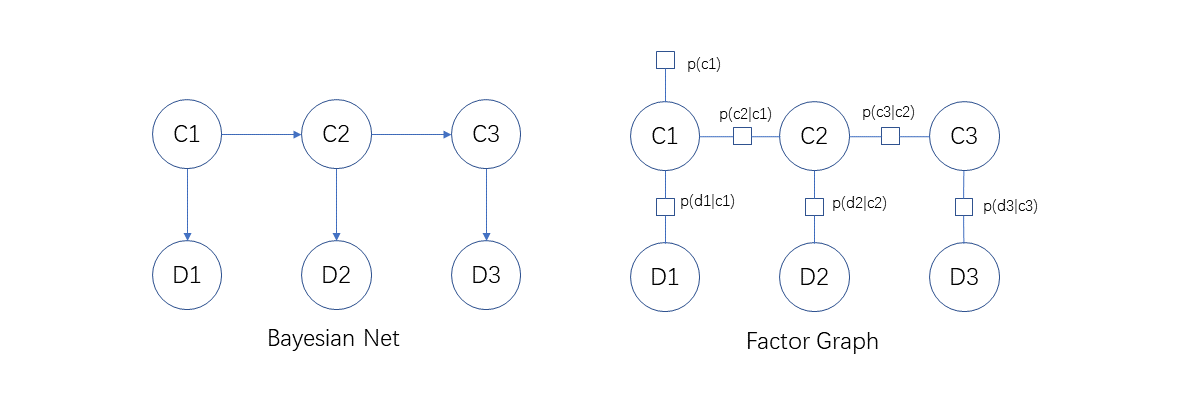 C1
C2
C3
D1
D2
D3
Bayesian Net
p(c1)
p(c2|c1)
p(c3|c2)
C1
C2
C3
p(d1|c1)
p(d2|c2)
p(d3|c3)
D1
D2
D3
Factor Graph